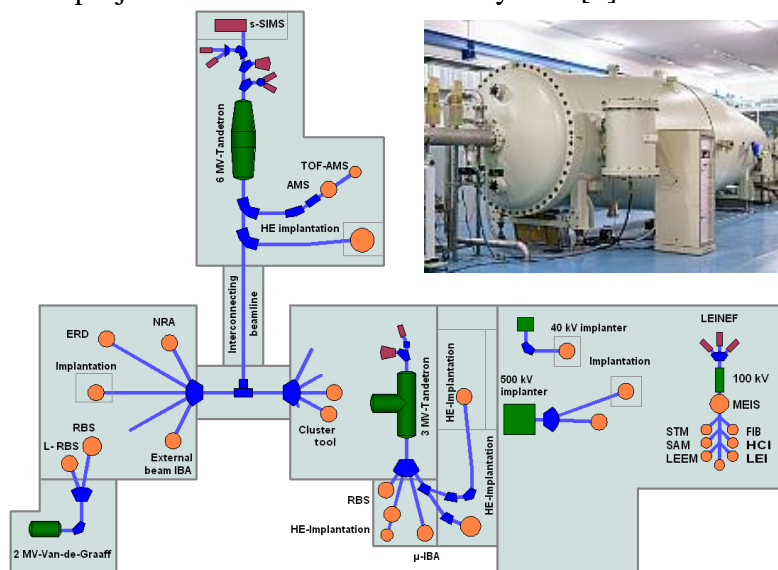 s-SIMS
6 MV-Tandetron
TOF-AMS
AMS
HE implantation
Interconnecting
beamline
ERD
NRA
Implantation
RBS
L- RBS
External
beam IBA
2 MV-Van-de-Graaff
Cluster
tool
3 MV-Tandetron
RBS
HE-Implantation
µ-IBA
HE-Implantation
HE-Implantation
40 kV implanter
Implantation
500 kV
implanter
LEINEF
100 kV
MEIS
STM
FIB
SAM
HCI
LEEM
LEI